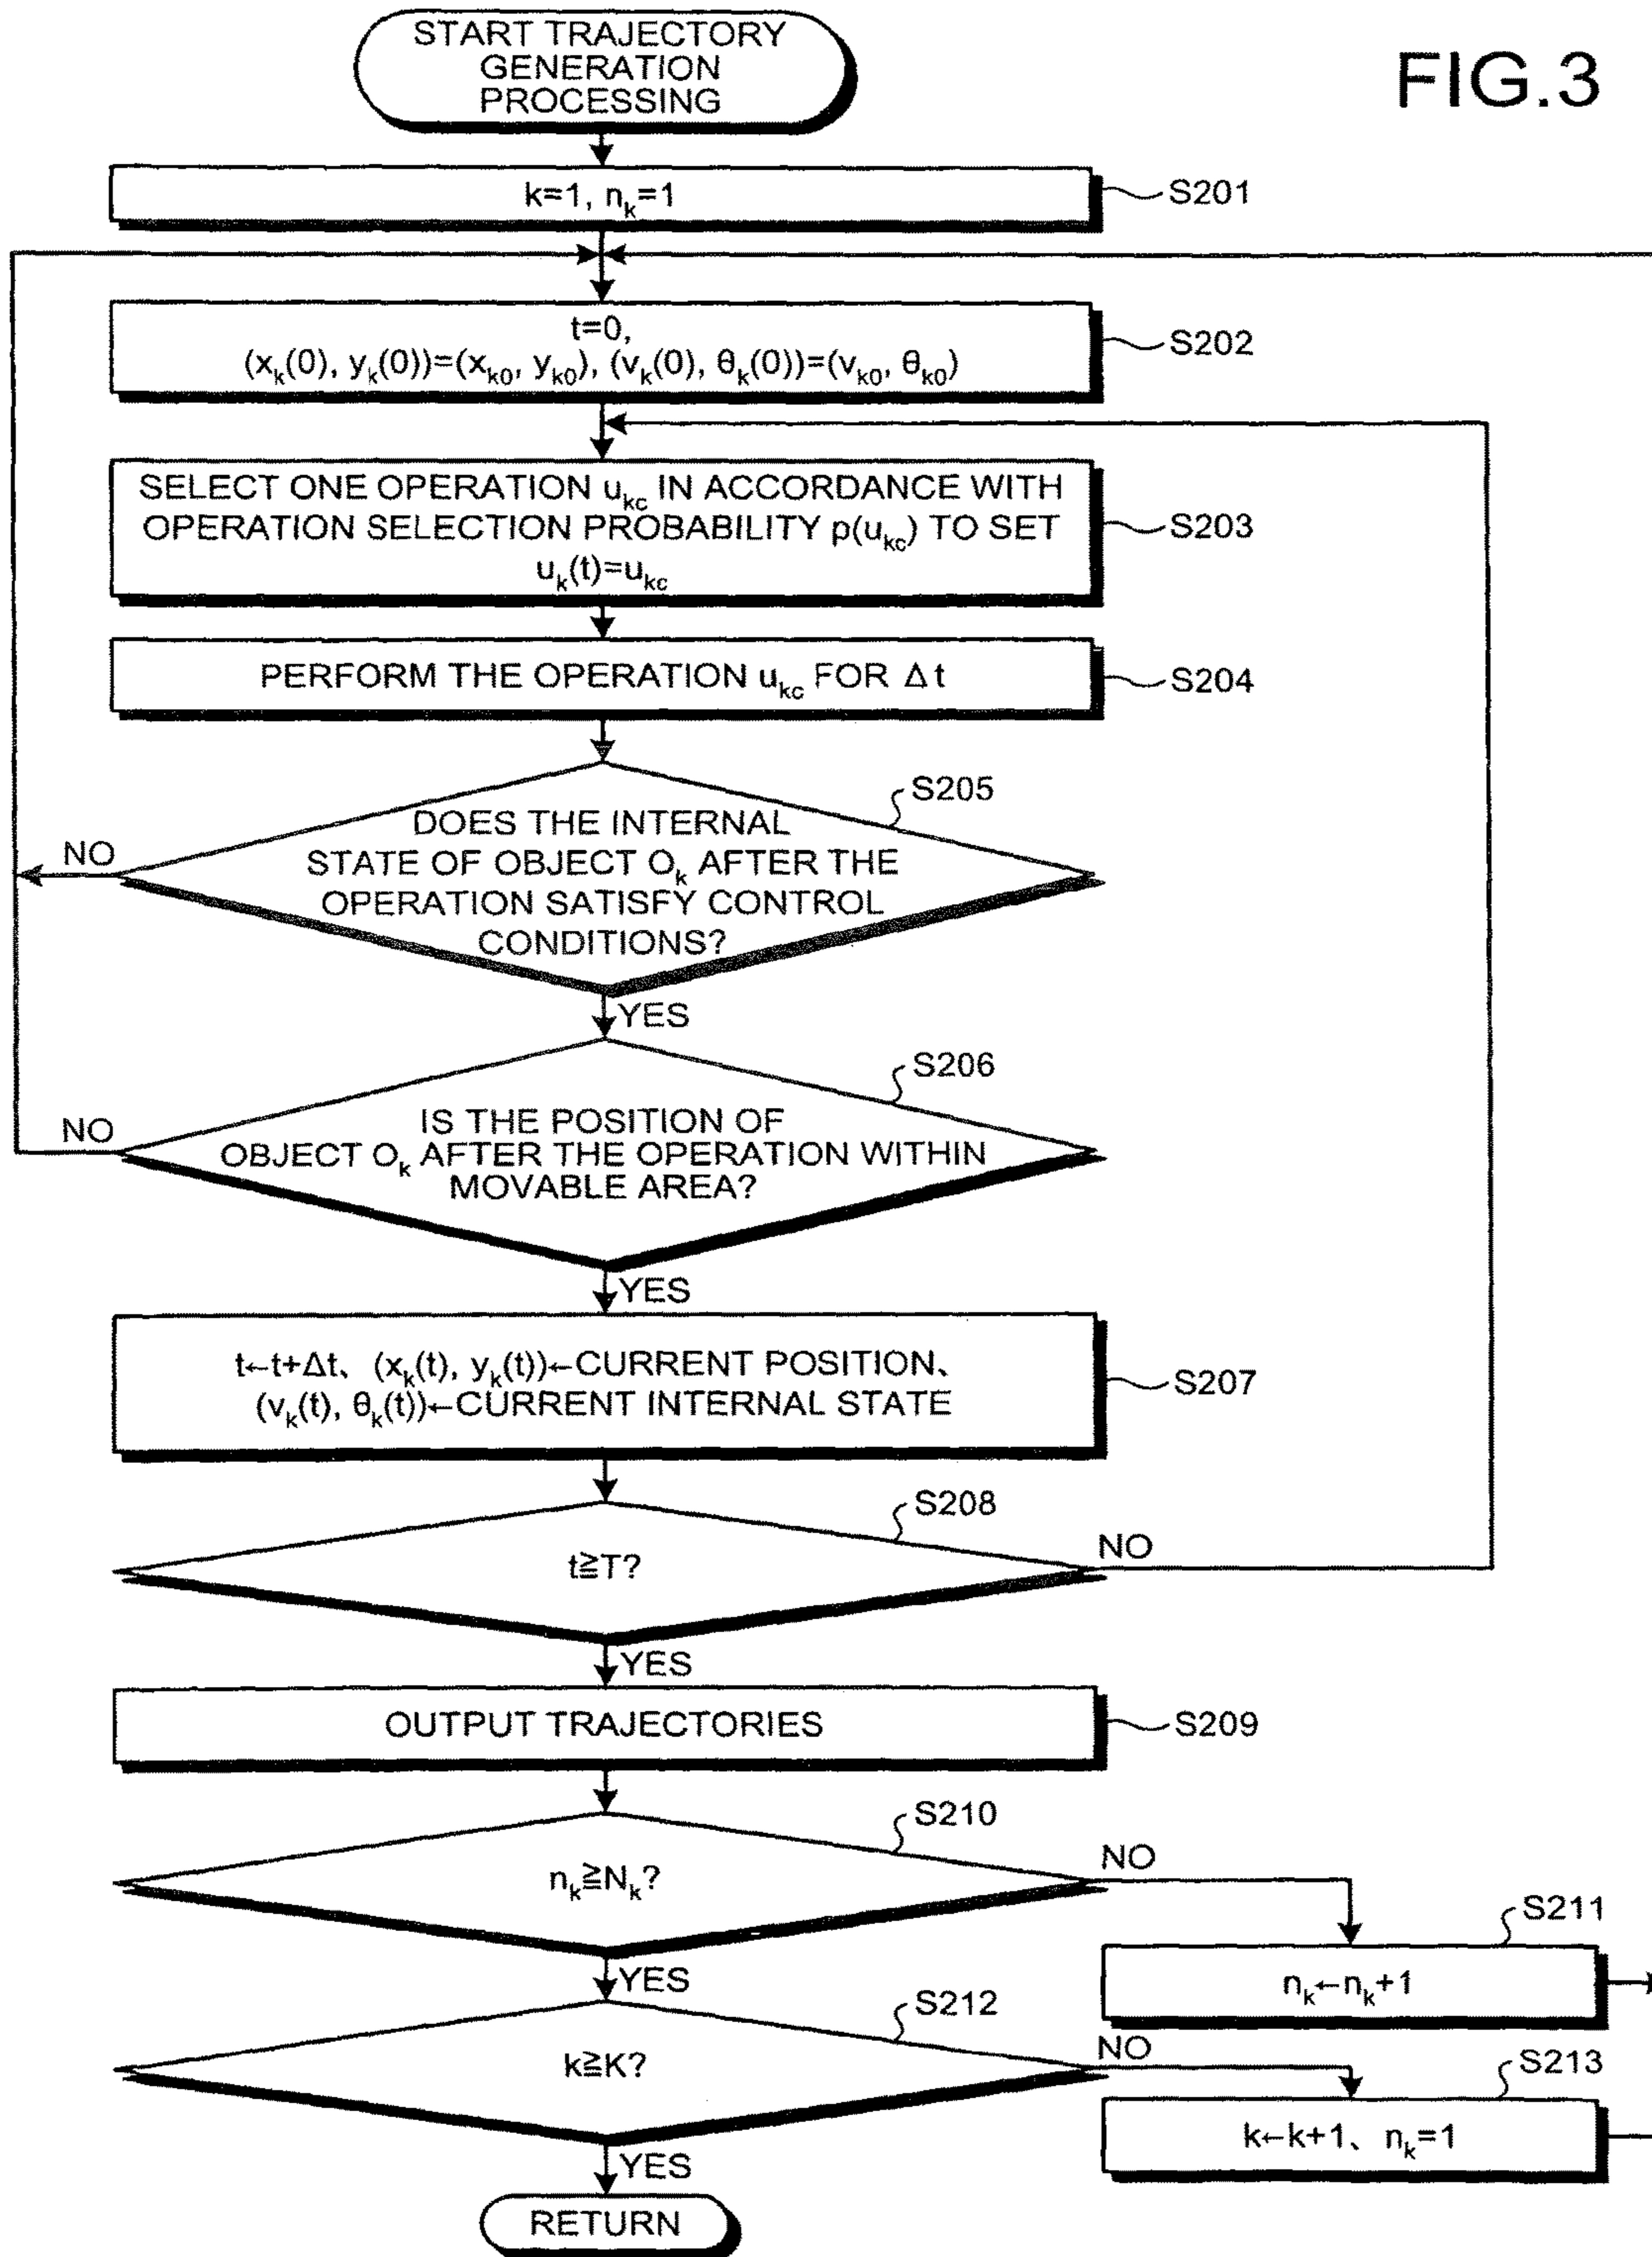 START TRAJECTORY
GENERATION
PROCESSING
FIG.3
k=1, nₖ=1
S201
t=0,
(xₖ(0), yₖ(0))=(xₖ₀, yₖ₀), (vₖ(0), θₖ(0))=(vₖ₀, θₖ₀)
S202
SELECT ONE OPERATION u_kc IN ACCORDANCE WITH
OPERATION SELECTION PROBABILITY p(u_kc) TO SET
uₖ(t)=u_kc
S203
PERFORM THE OPERATION u_kc FOR Δt
S204
S205
DOES THE INTERNAL
STATE OF OBJECT Oₖ AFTER THE
OPERATION SATISFY CONTROL
CONDITIONS?
NO
YES
S206
IS THE POSITION OF
OBJECT Oₖ AFTER THE OPERATION WITHIN
MOVABLE AREA?
NO
YES
t←t+Δt、(xₖ(t), yₖ(t))←CURRENT POSITION、
(vₖ(t), θₖ(t))←CURRENT INTERNAL STATE
S207
S208
t≧T?
NO
YES
OUTPUT TRAJECTORIES
S209
S210
nₖ≧Nₖ?
NO
YES
S211
nₖ←nₖ+1
S212
k≧K?
NO
S213
k←k+1、nₖ=1
YES
RETURN